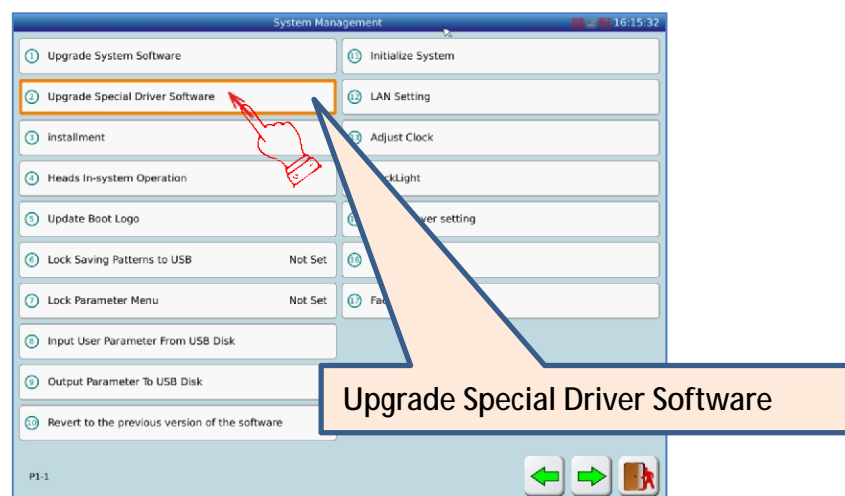 System Management
16:15:32
1 Upgrade System Software
2 Upgrade Special Driver Software
3 installment
4 Heads In-system Operation
5 Update Boot Logo
6 Lock Saving Patterns to USB Not Set
7 Lock Parameter Menu Not Set
8 Input User Parameter From USB Disk
9 Output Parameter To USB Disk
10 Revert to the previous version of the software
11 Initialize System
12 LAN Setting
13 Adjust Clock
ckLight
ver setting
16
17 Fa
Upgrade Special Driver Software
P1-1